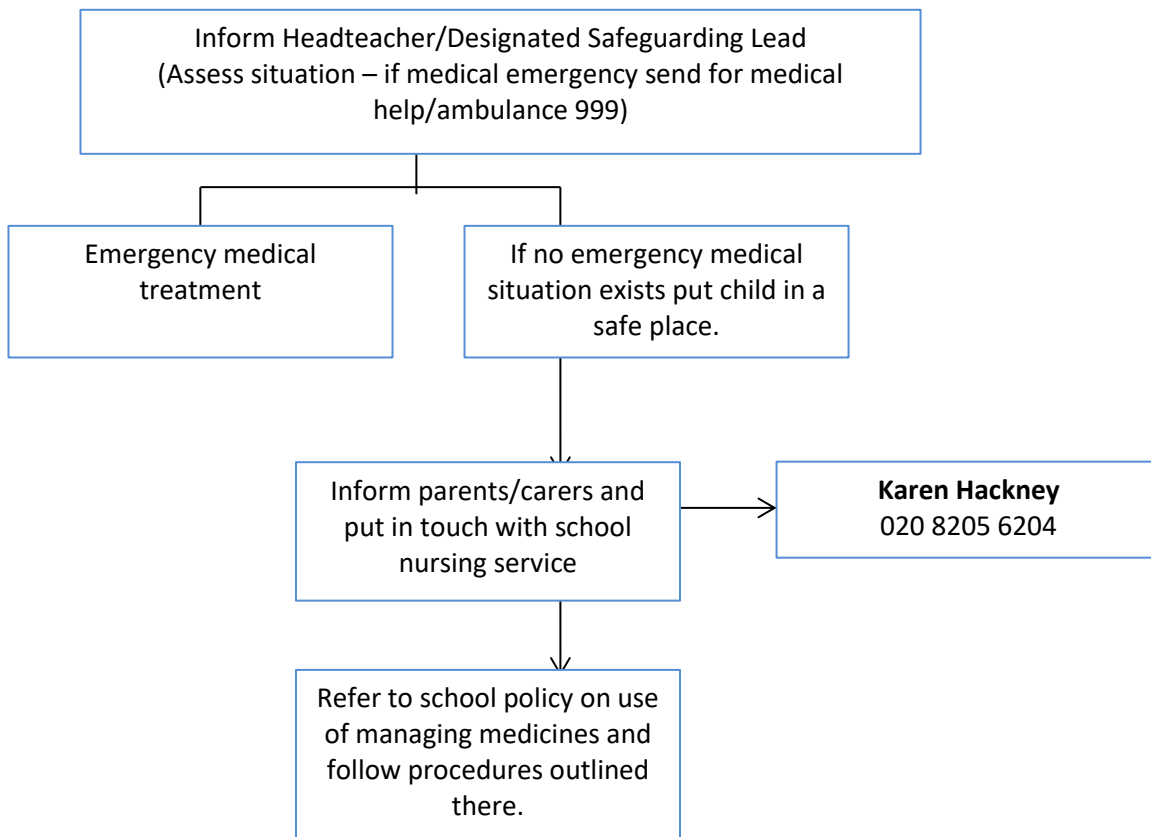 Inform Headteacher/Designated Safeguarding Lead
(Assess situation – if medical emergency send for medical
help/ambulance 999)
Emergency medical
treatment
If no emergency medical
situation exists put child in a
safe place.
Inform parents/carers and
put in touch with school
nursing service
Karen Hackney
020 8205 6204
Refer to school policy on use
of managing medicines and
follow procedures outlined
there.